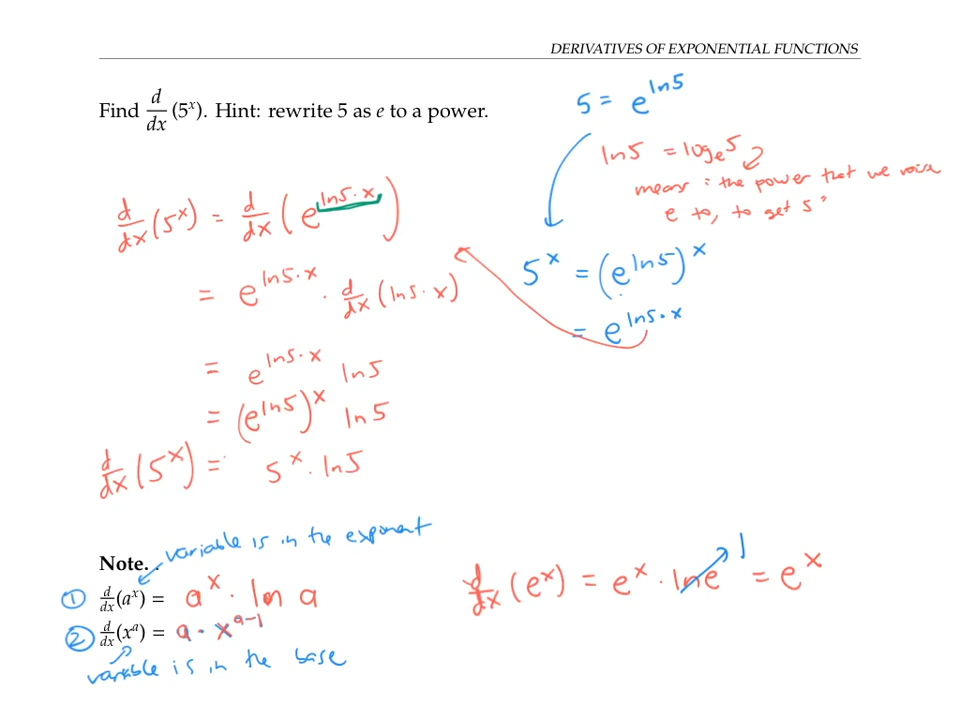 DERIVATIVES OF EXPONENTIAL FUNCTIONS
Find d/dx (5^x). Hint: rewrite 5 as e to a power.
5 = e^ln5
ln5 = log_e 5
means: the power that we raise
e to, to get 5
d/dx (5^x) = d/dx (e^ln5·x)
5^x = (e^ln5)^x
= e^ln5·x · d/dx (ln5·x)
= e^ln5·x
= e^ln5·x ln5
= (e^ln5)^x ln5
d/dx (5^x) = 5^x · ln5
variable is in the exponent
Note.
① d/dx (a^x) = a^x · ln a
d/dx (e^x) = e^x · ln e 1 = e^x
② d/dx (x^a) = a · x^a-1
variable is in the base